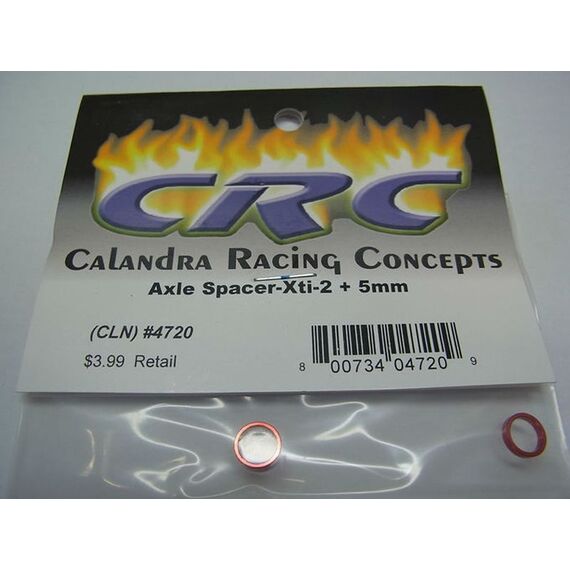 CRC
Calandra Racing Concepts
Axle Spacer-Xti-2 + 5mm
(CLN) #4720
$3.99 Retail
8 00734 04720 9